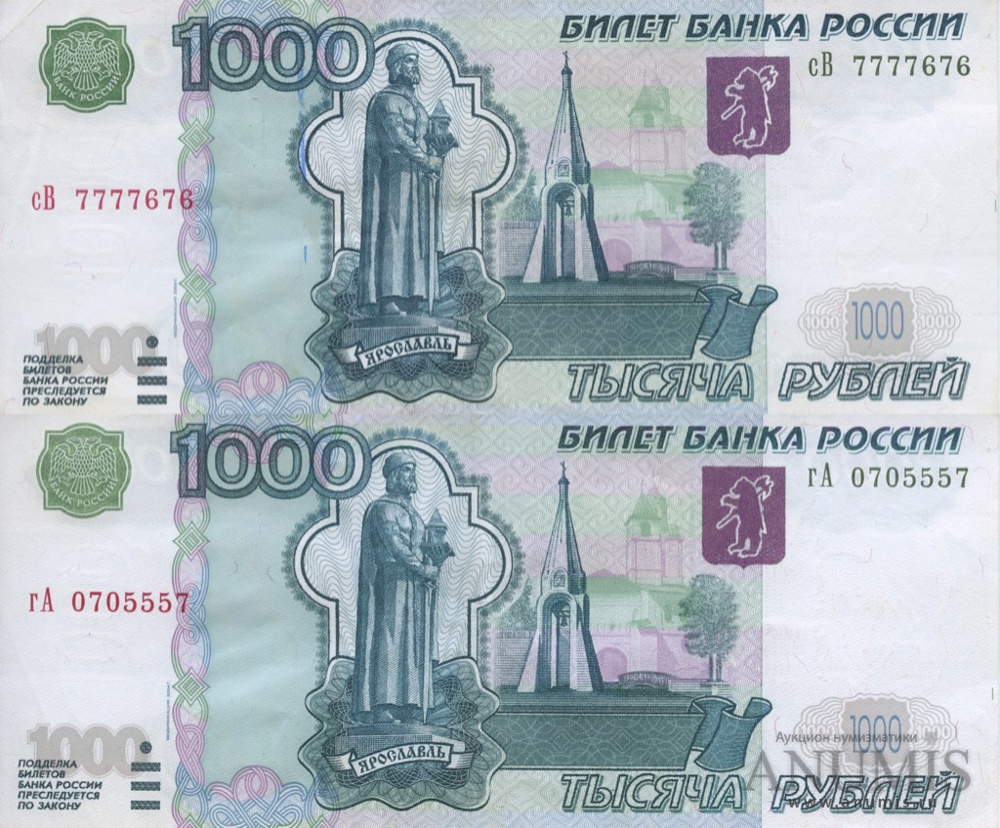 1000
БИЛЕТ БАНКА РОССИИ
сВ 7777676
БАНК РОССИИ
сВ 7777676
1000
1000 1000 1000
ПОДДЕЛКА
БИЛЕТОВ
БАНКА РОССИИ
ПРЕСЛЕДУЕТСЯ
ПО ЗАКОНУ
ЯРОСЛАВЛЬ
ТЫСЯЧА РУБЛЕЙ
1000
БИЛЕТ БАНКА РОССИИ
гА 0705557
БАНК РОССИИ
гА 0705557
1000
1000
ПОДДЕЛКА
БИЛЕТОВ
БАНКА РОССИИ
ПРЕСЛЕДУЕТСЯ
ПО ЗАКОНУ
ЯРОСЛАВЛЬ
Аукцион нумизматики
ANUMIS
ТЫСЯЧА РУБЛЕЙ
www.anumis.ru